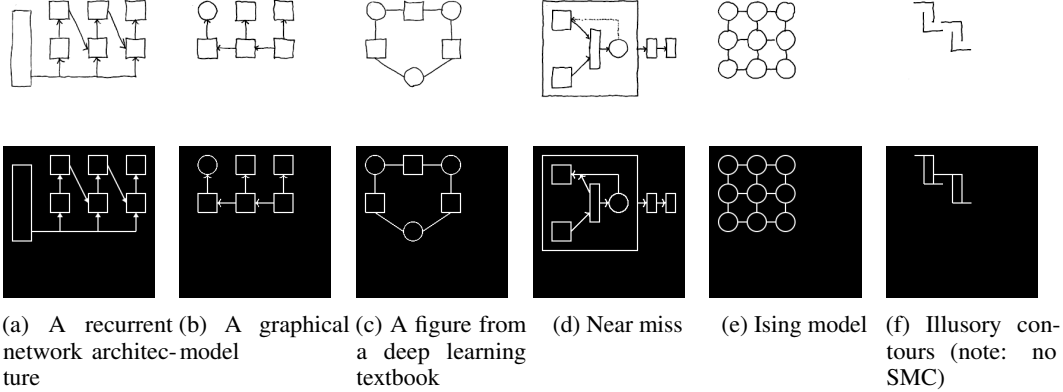 (a) A recurrent network architec-ture
(b) A graphical model
(c) A figure from a deep learning textbook
(d) Near miss
(e) Ising model
(f) Illusory con-tours (note: no SMC)